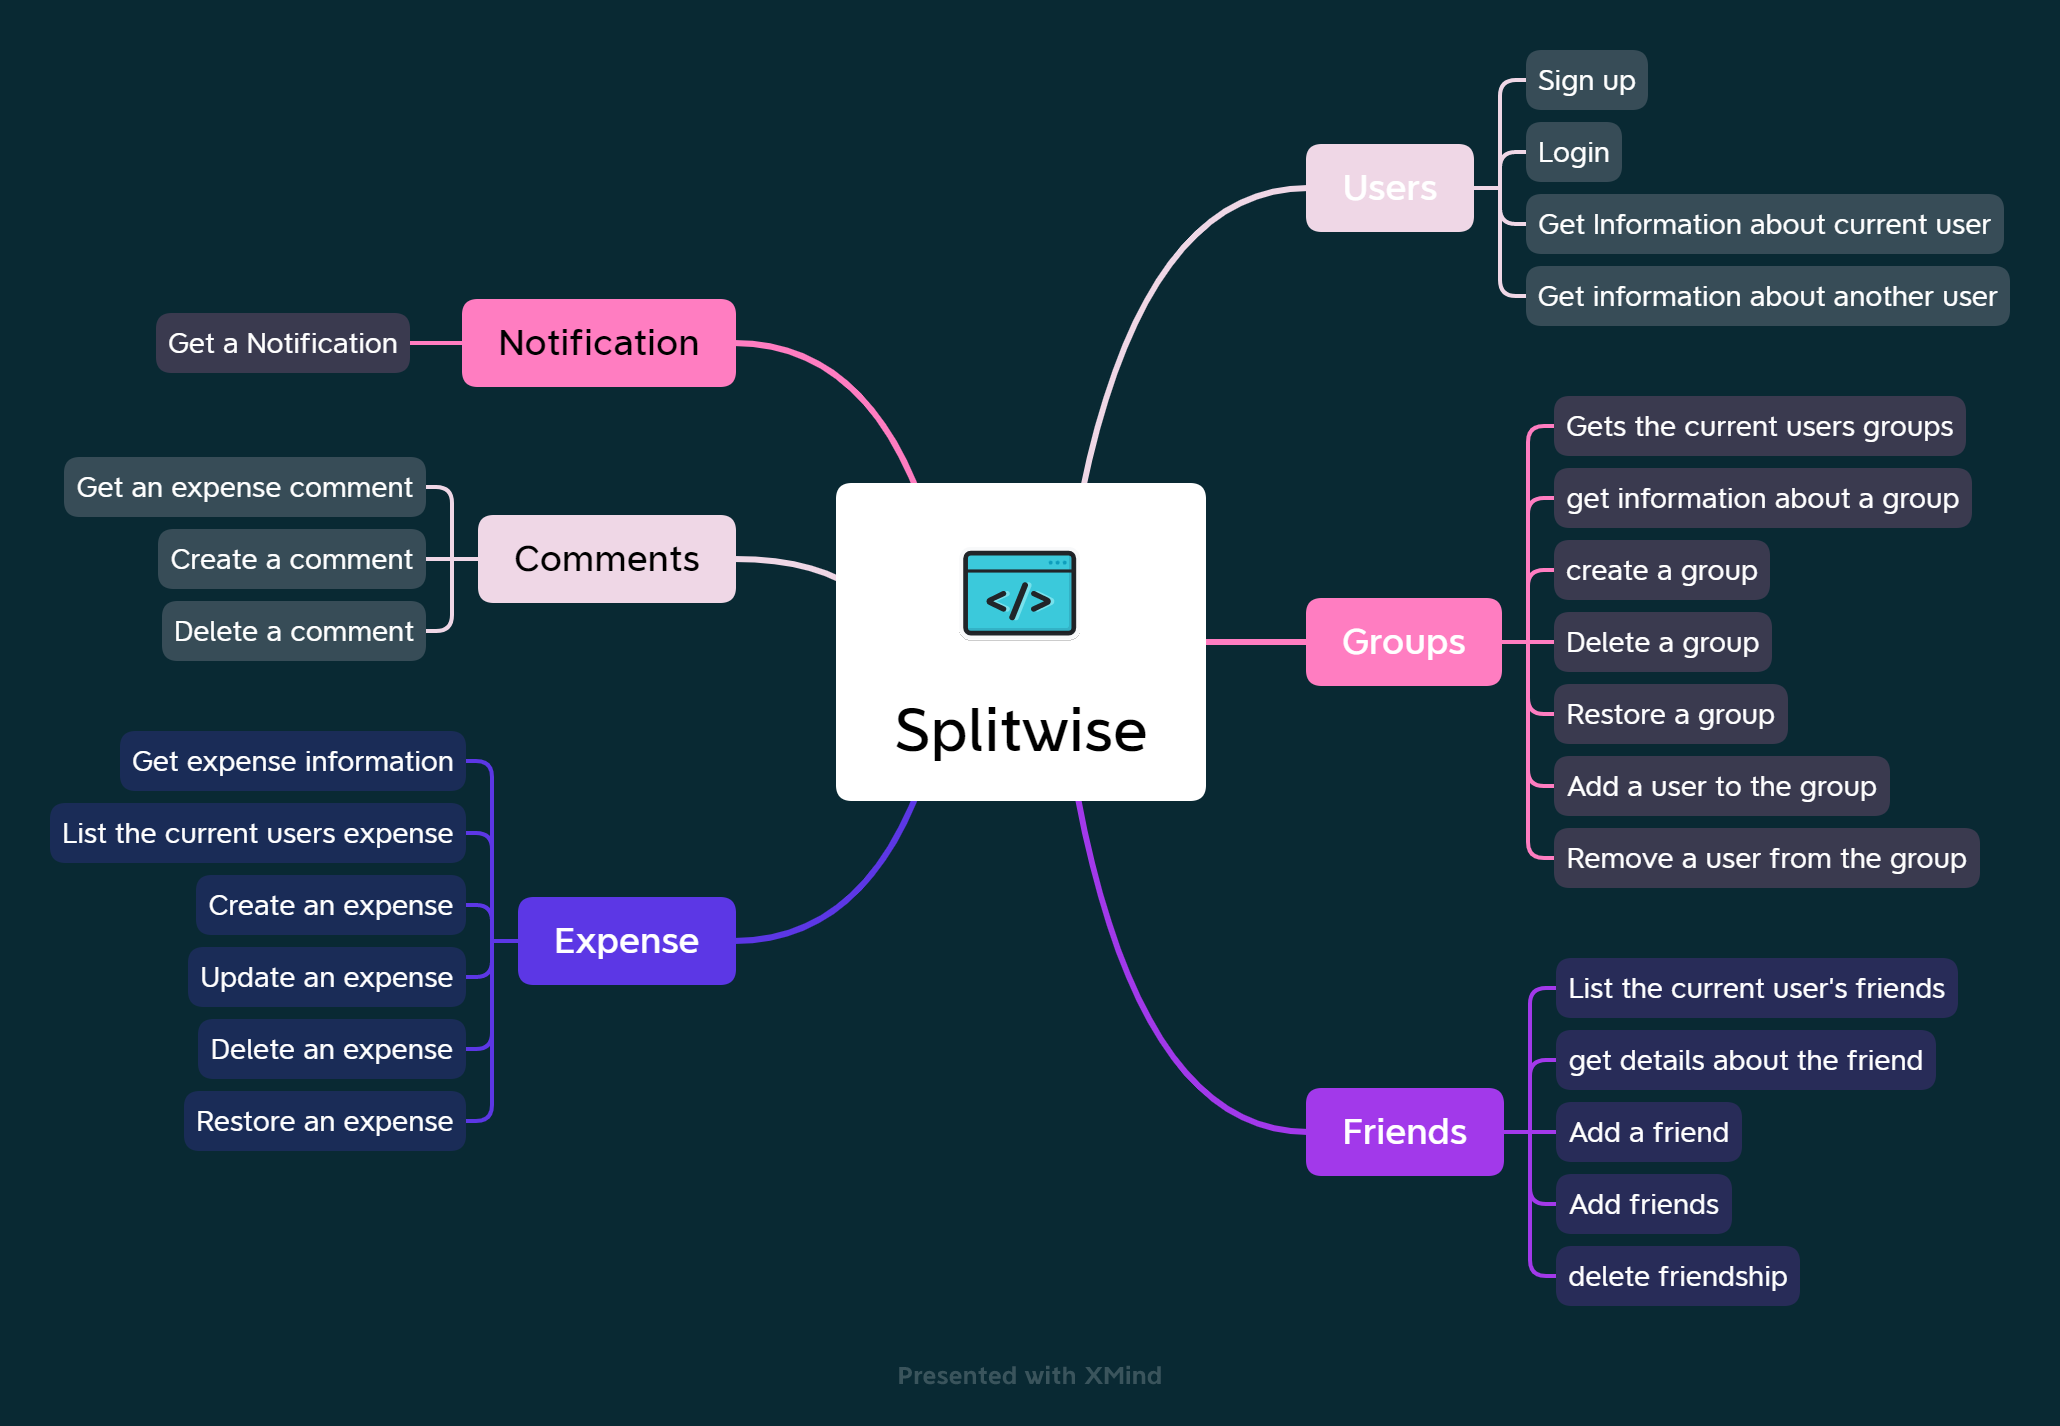 Splitwise
</>
Users
Sign up
Login
Get Information about current user
Get information about another user
Groups
Gets the current users groups
get information about a group
create a group
Delete a group
Restore a group
Add a user to the group
Remove a user from the group
Friends
List the current user's friends
get details about the friend
Add a friend
Add friends
delete friendship
Notification
Get a Notification
Comments
Get an expense comment
Create a comment
Delete a comment
Expense
Get expense information
List the current users expense
Create an expense
Update an expense
Delete an expense
Restore an expense
Presented with XMind